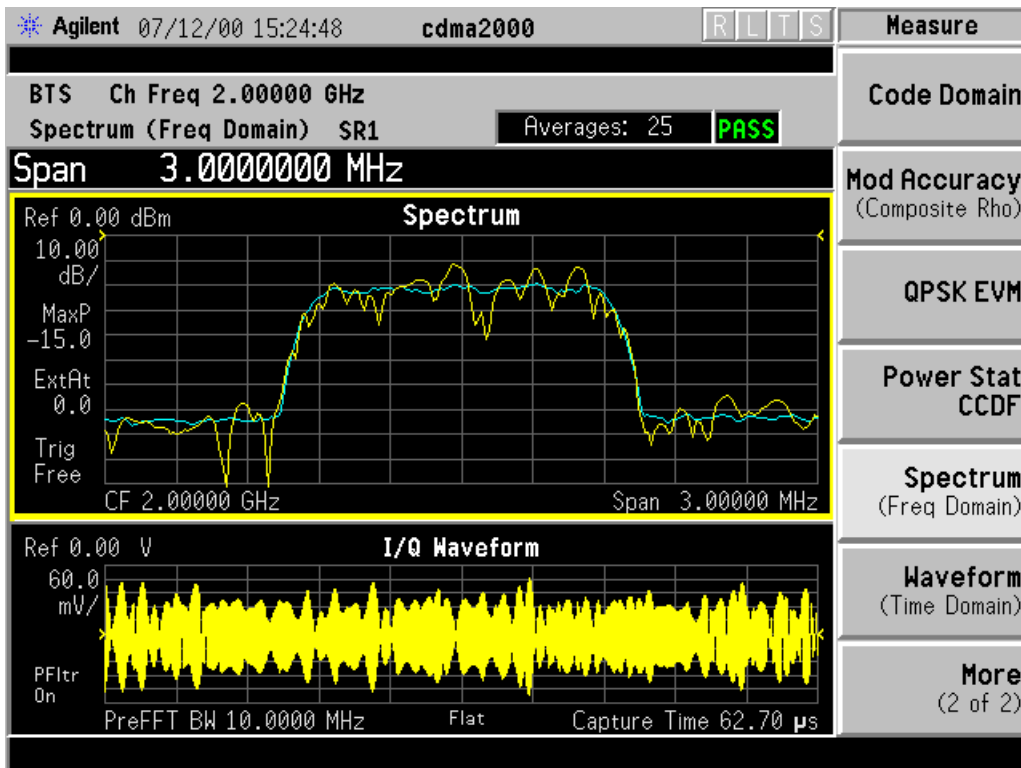 Agilent 07/12/00 15:24:48 cdma2000 R L T S
BTS Ch Freq 2.00000 GHz
Spectrum (Freq Domain) SR1 Averages: 25 PASS
Span 3.0000000 MHz
Ref 0.00 dBm Spectrum
10.00
dB/
MaxP
-15.0
ExtAt
0.0
Trig
Free
CF 2.00000 GHz Span 3.00000 MHz
Ref 0.00 V I/Q Waveform
60.0
mV/
PFltr
On
PreFFT BW 10.0000 MHz Flat Capture Time 62.70 µs
Measure
Code Domain
Mod Accuracy
(Composite Rho)
QPSK EVM
Power Stat
CCDF
Spectrum
(Freq Domain)
Waveform
(Time Domain)
More
(2 of 2)